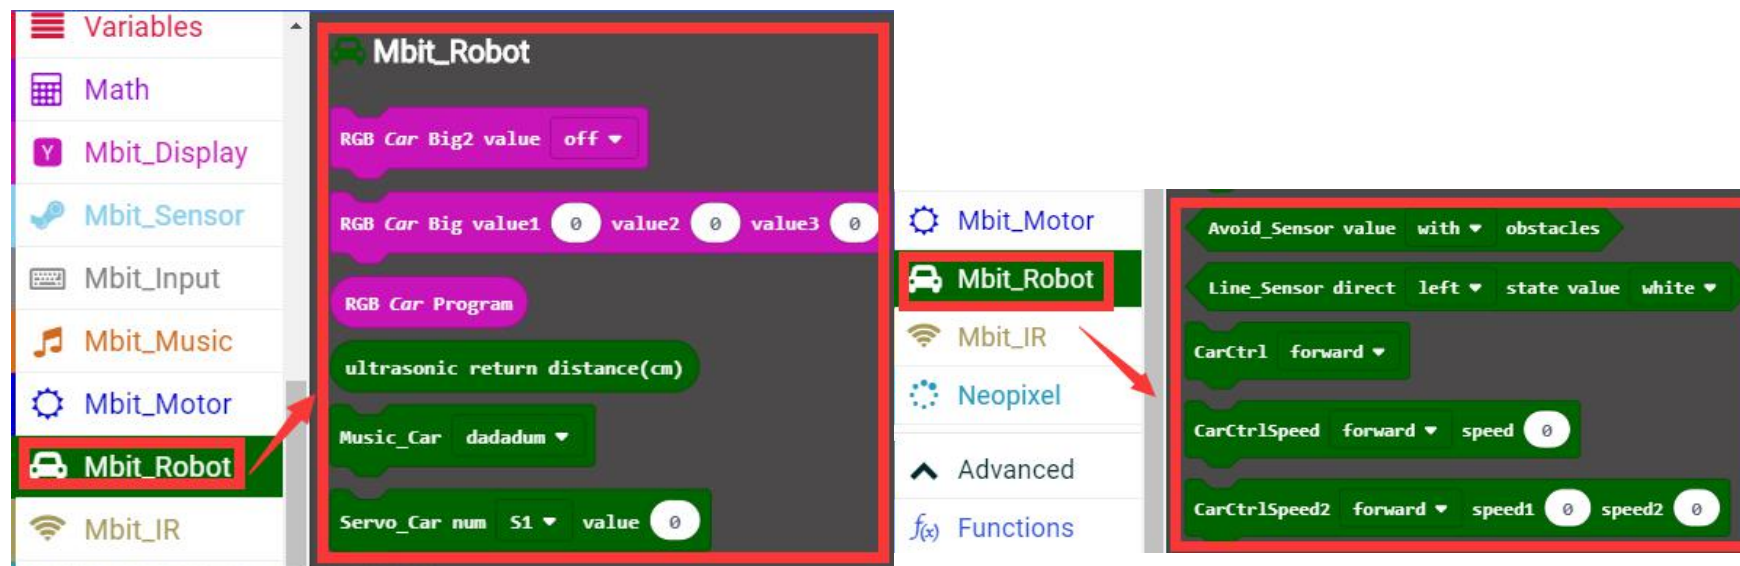 Variables
Math
Mbit_Display
Mbit_Sensor
Mbit_Input
Mbit_Music
Mbit_Motor
Mbit_Robot
Mbit_IR
Mbit_Robot
RGB Car Big2 value off
RGB Car Big value1 0 value2 0 value3 0
RGB Car Program
ultrasonic return distance(cm)
Music_Car dadadum
Servo_Car num S1 value 0
Mbit_Motor
Mbit_Robot
Mbit_IR
Neopixel
Advanced
f(x) Functions
Avoid_Sensor value with obstacles
Line_Sensor direct left state value white
CarCtrl forward
CarCtrlSpeed forward speed 0
CarCtrlSpeed2 forward speed1 0 speed2 0